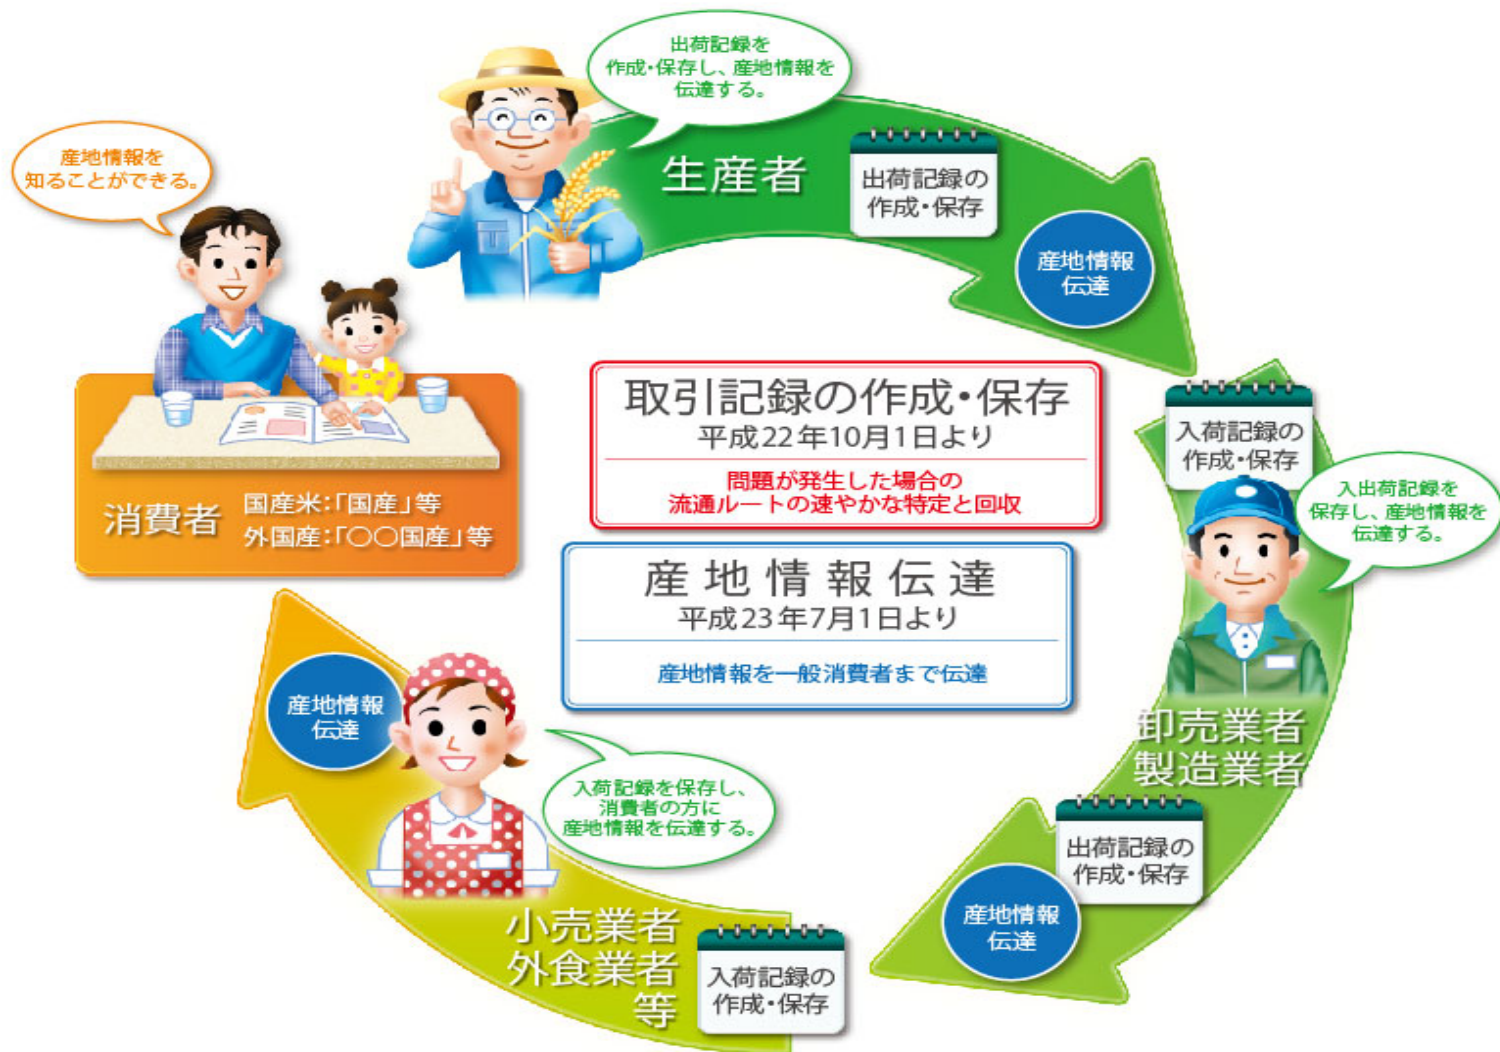 出荷記録を
作成・保存し、産地情報を
伝達する。
生産者
出荷記録の
作成・保存
産地情報
伝達
産地情報を
知ることができる。
消費者
国産米:「国産」等
外国産:「〇〇国産」等
取引記録の作成・保存
平成22年10月1日より
問題が発生した場合の
流通ルートの速やかな特定と回収
産地情報伝達
平成23年7月1日より
産地情報を一般消費者まで伝達
入荷記録の
作成・保存
入出荷記録を
保存し、産地情報を
伝達する。
卸売業者
製造業者
出荷記録の
作成・保存
産地情報
伝達
入荷記録の
作成・保存
小売業者
外食業者
等
入荷記録を保存し、
消費者の方に
産地情報を伝達する。
産地情報
伝達